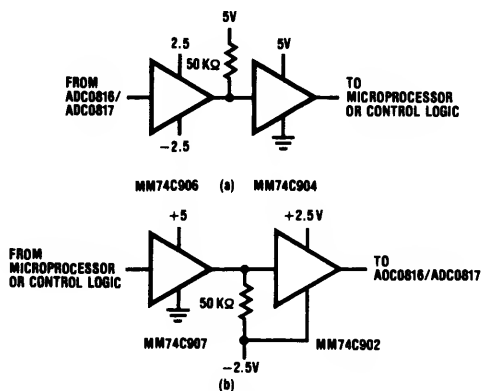 5V
2.5
50 KΩ
5V
FROM
ADC0816/
ADC0817
TO
MICROPROCESSOR
OR CONTROL LOGIC
−2.5
MM74C906 (a) MM74C904
+5
+2.5V
FROM
MICROPROCESSOR
OR CONTROL LOGIC
TO
AOC0816/ADC0817
50 KΩ
MM74C907
MM74C902
−2.5V
(b)